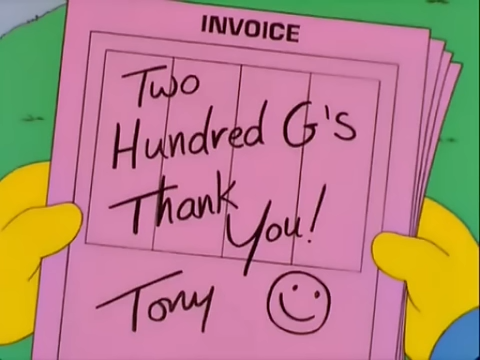 INVOICE
Two
Hundred G's
Thank
You!
Tony